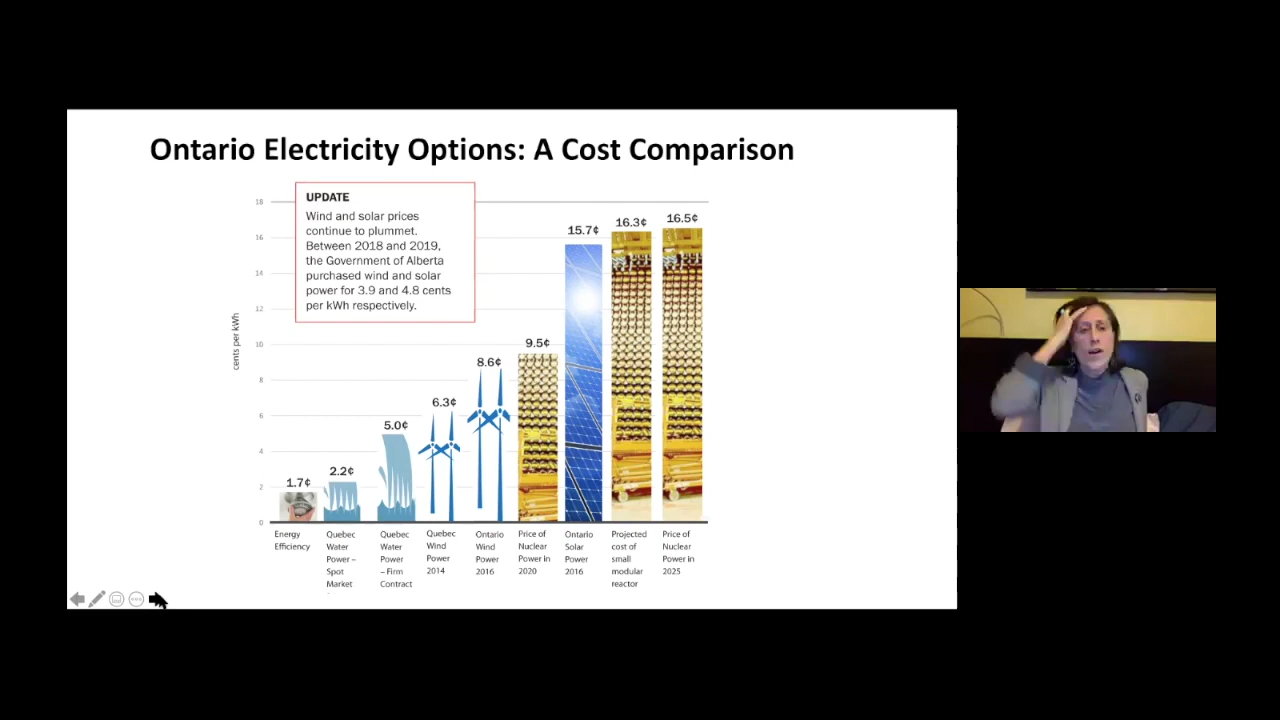 Ontario Electricity Options: A Cost Comparison
UPDATE
Wind and solar prices
continue to plummet.
Between 2018 and 2019,
the Government of Alberta
purchased wind and solar
power for 3.9 and 4.8 cents
per kWh respectively.
cents per kWh
18
16
14
12
10
8
6
4
2
0
1.7¢
2.2¢
5.0¢
6.3¢
8.6¢
9.5¢
15.7¢
16.3¢
16.5¢
Energy
Efficiency
Quebec
Water
Power –
Spot
Market
Quebec
Water
Power
– Firm
Contract
Quebec
Wind
Power
2014
Ontario
Wind
Power
2016
Price of
Nuclear
Power in
2020
Ontario
Solar
Power
2016
Projected
cost of
small
modular
reactor
Price of
Nuclear
Power in
2025